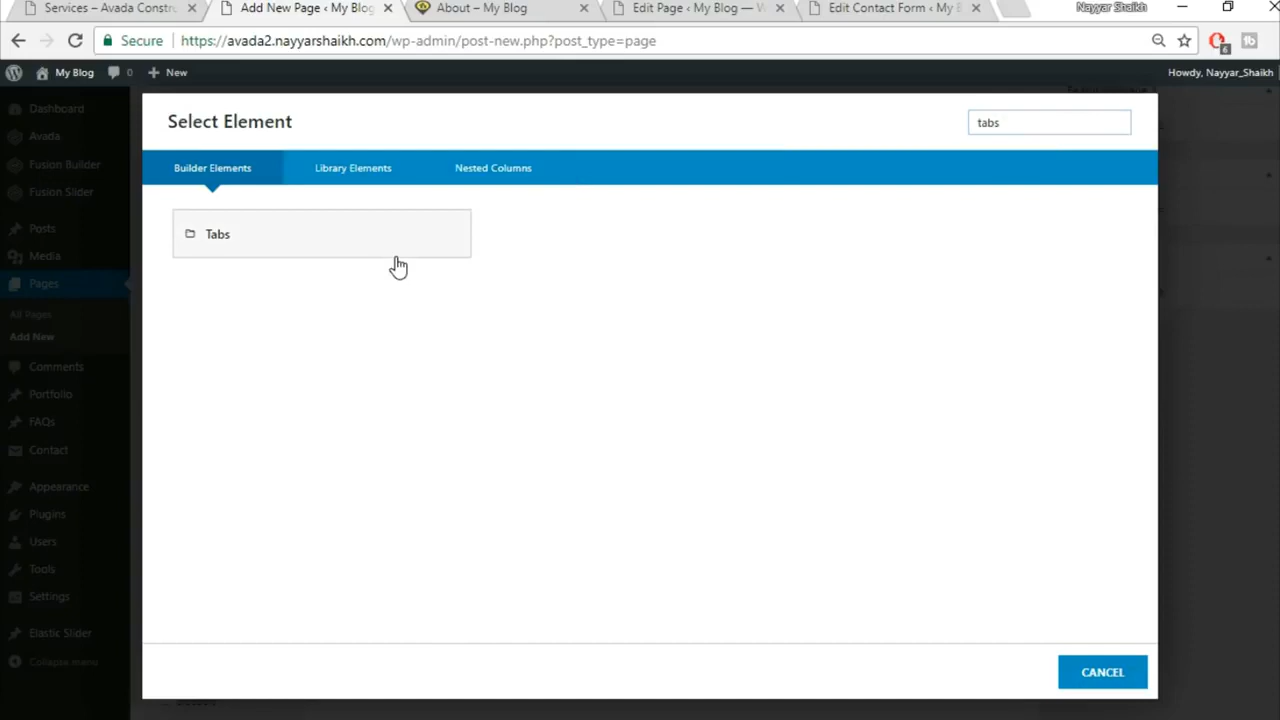 Services – Avada Constru
Add New Page ‹ My Blog
About – My Blog
Edit Page ‹ My Blog — W
Edit Contact Form ‹ My B
Nayyar Shaikh
Secure
https://avada2.nayyarshaikh.com/wp-admin/post-new.php?post_type=page
6
My Blog
0
New
Howdy, Nayyar_Shaikh
Dashboard
Avada
Fusion Builder
Fusion Slider
Posts
Media
Pages
All Pages
Add New
Comments
Portfolio
FAQs
Contact
Appearance
Plugins
Users
Tools
Settings
Elastic Slider
Collapse menu
Select Element
tabs
Builder Elements
Library Elements
Nested Columns
Tabs
CANCEL